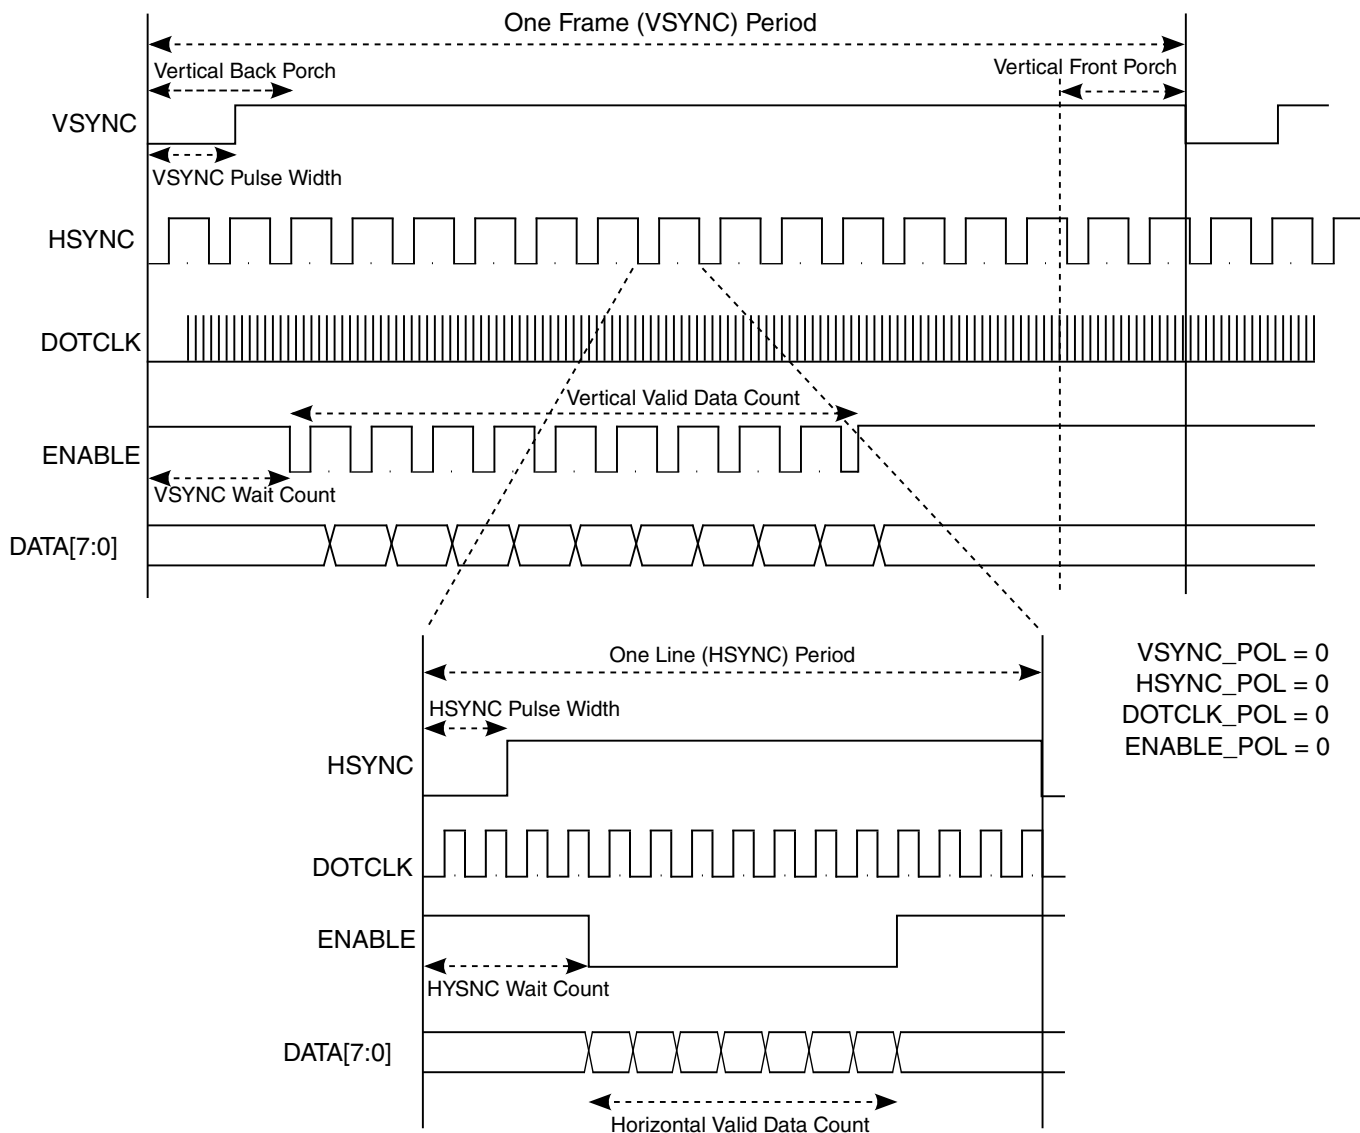 One Frame (VSYNC) Period
Vertical Back Porch
Vertical Front Porch
VSYNC
VSYNC Pulse Width
HSYNC
DOTCLK
Vertical Valid Data Count
ENABLE
VSYNC Wait Count
DATA[7:0]
One Line (HSYNC) Period
HSYNC Pulse Width
HSYNC
DOTCLK
ENABLE
HYSNC Wait Count
DATA[7:0]
Horizontal Valid Data Count
VSYNC_POL = 0
HSYNC_POL = 0
DOTCLK_POL = 0
ENABLE_POL = 0